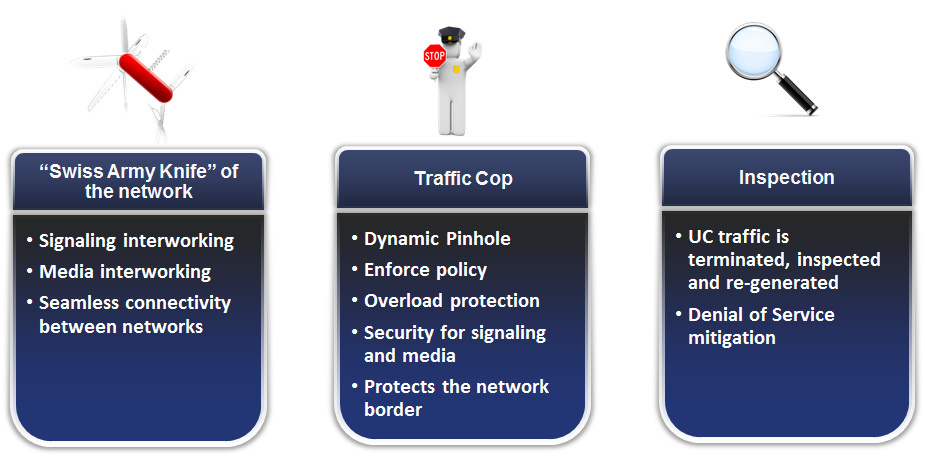 STOP
“Swiss Army Knife” of
the network
• Signaling interworking
• Media interworking
• Seamless connectivity
between networks
Traffic Cop
• Dynamic Pinhole
• Enforce policy
• Overload protection
• Security for signaling
and media
• Protects the network
border
Inspection
• UC traffic is
terminated, inspected
and re-generated
• Denial of Service
mitigation